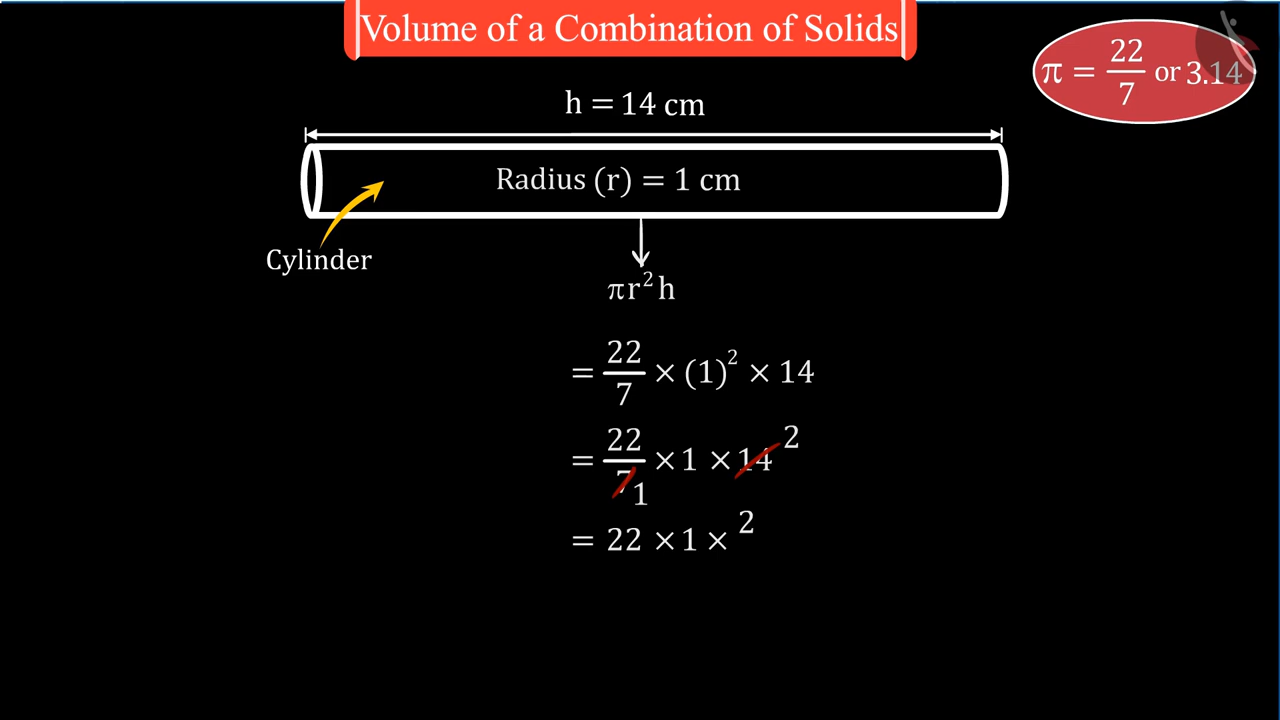 Volume of a Combination of Solids
π = 22/7 or 3.14
h = 14 cm
Radius (r) = 1 cm
Cylinder
πr²h
= 22/7 × (1)² × 14
= 22/7 1 × 1 × 14 2
= 22 × 1 × 2